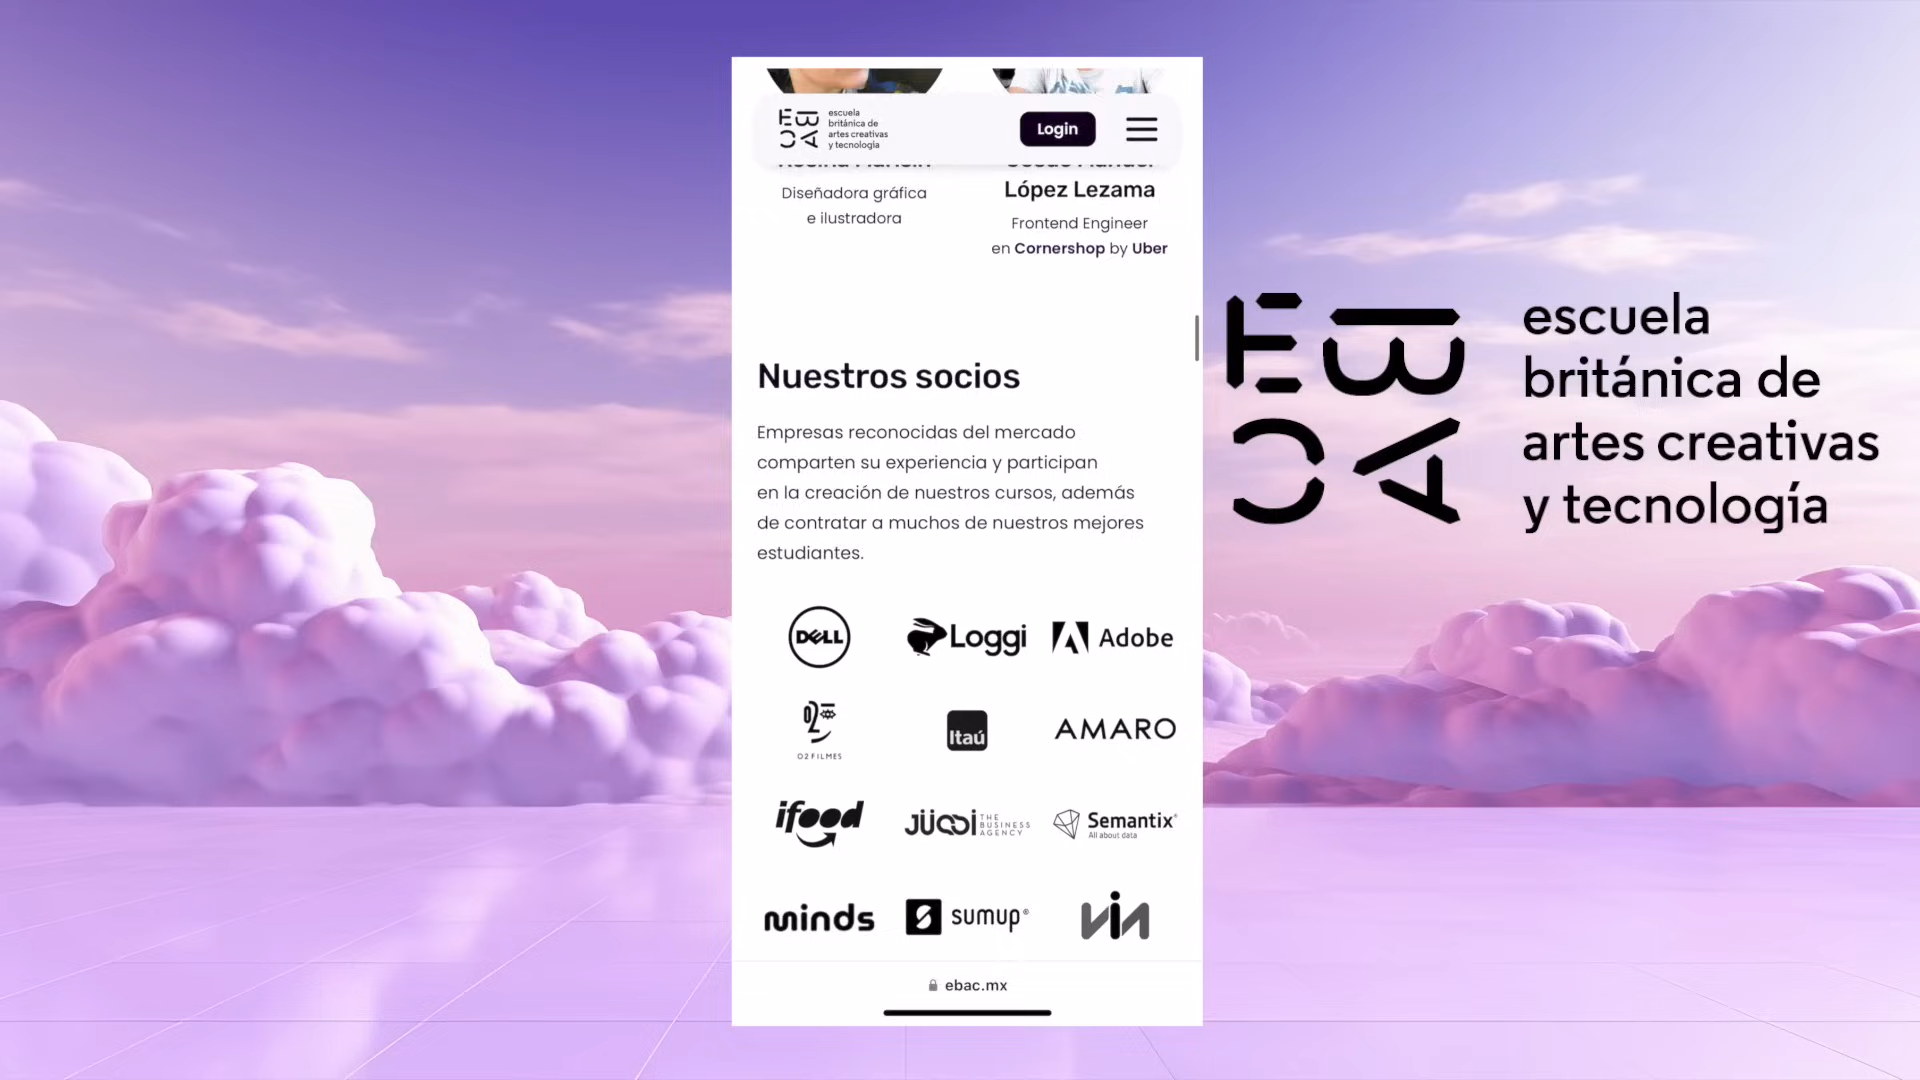 escuela
británica de
artes creativas
y tecnología
Login
Diseñadora gráfica
e ilustradora
López Lezama
Frontend Engineer
en Cornershop by Uber
Nuestros socios
Empresas reconocidas del mercado
comparten su experiencia y participan
en la creación de nuestros cursos, además
de contratar a muchos de nuestros mejores
estudiantes.
DELL
Loggi
Adobe
O2 FILMES
Itaú
AMARO
ifood
THE
BUSINESS
AGENCY
Semantix
All about data
minds
sumup®
via
ebac.mx
escuela
británica de
artes creativas
y tecnología